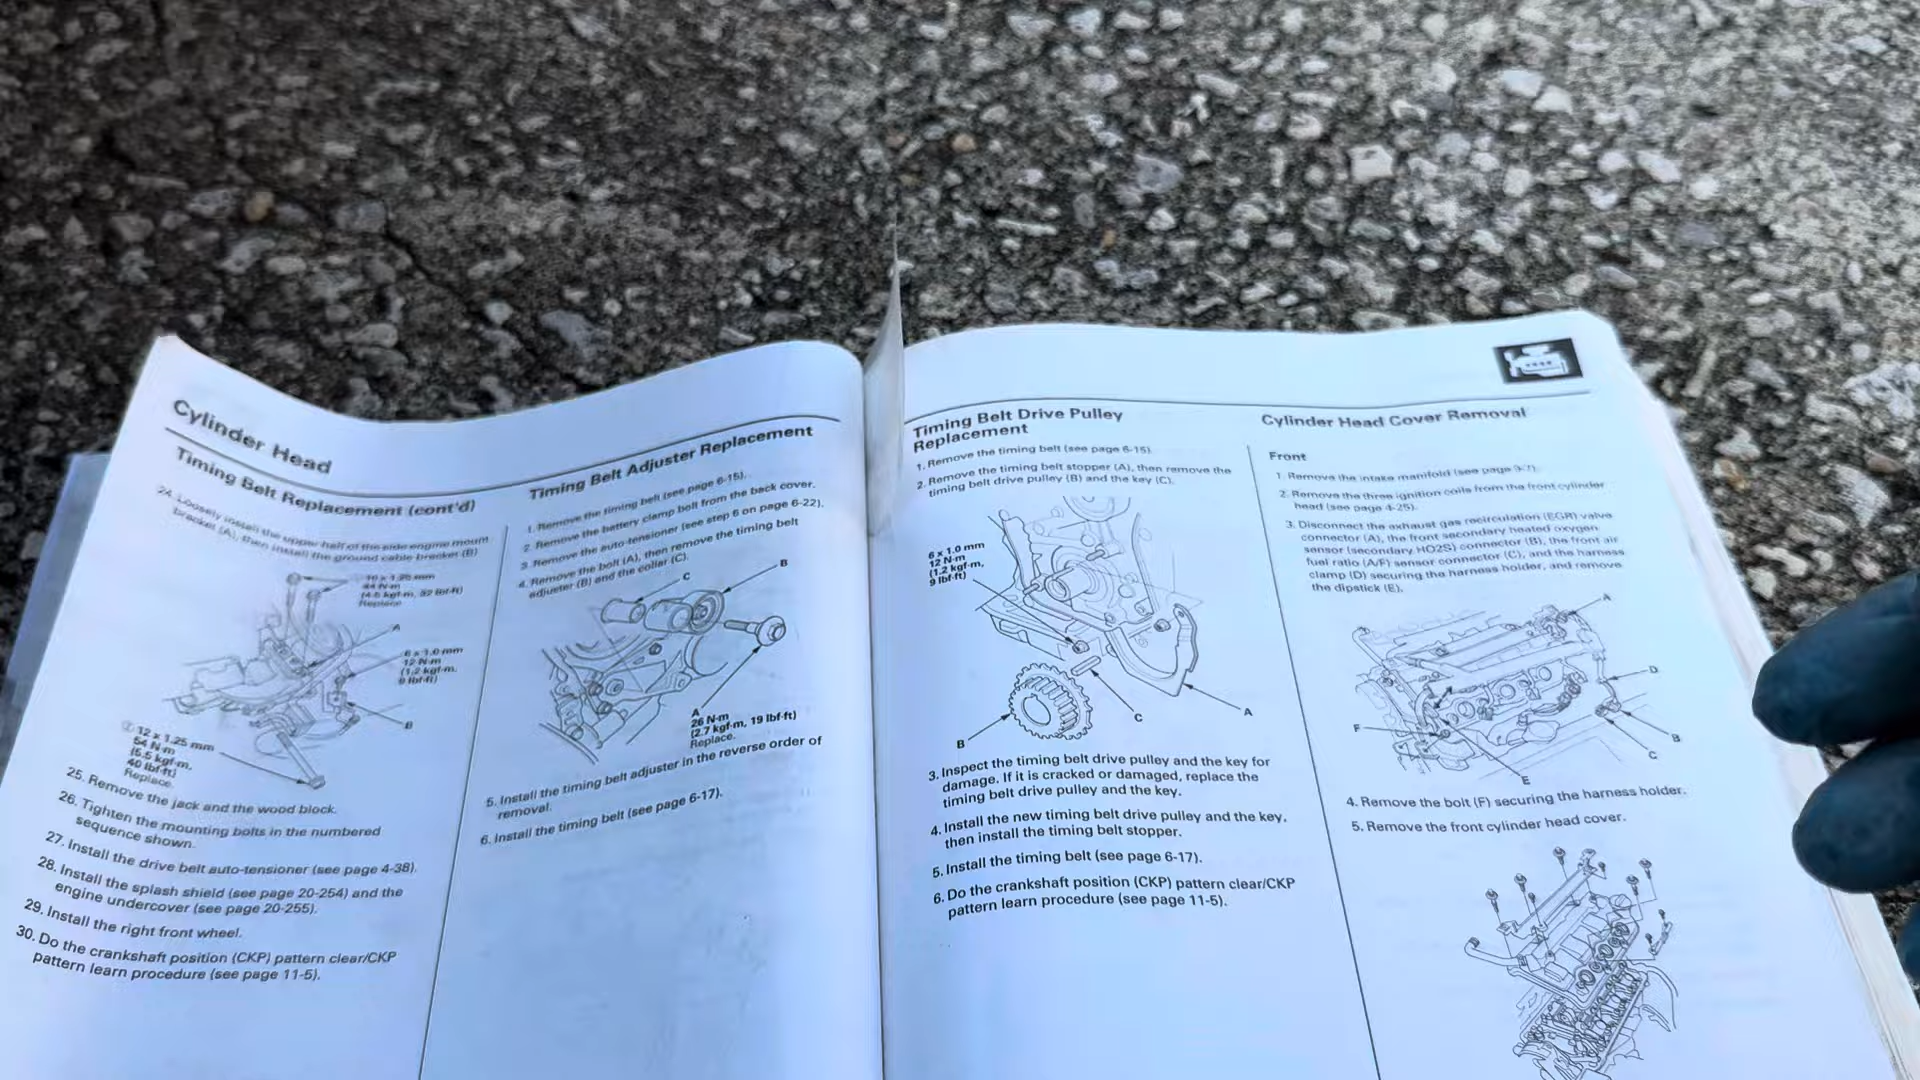 Cylinder Head
Timing Belt Replacement (cont'd)
24. Loosely install the upper half of the side engine mount
bracket (A), then install the ground cable bracket (B)
10 x 1.25 mm
44 N·m
(4.5 kgf·m, 32 lbf·ft)
Replace.
A
6 x 1.0 mm
12 N·m
(1.2 kgf·m,
9 lbf·ft)
B
12 x 1.25 mm
54 N·m
(5.5 kgf·m,
40 lbf·ft)
Replace.
25. Remove the jack and the wood block.
26. Tighten the mounting bolts in the numbered
sequence shown.
27. Install the drive belt auto-tensioner (see page 4-38).
28. Install the splash shield (see page 20-254) and the
engine undercover (see page 20-255).
29. Install the right front wheel.
30. Do the crankshaft position (CKP) pattern clear/CKP
pattern learn procedure (see page 11-5).
Timing Belt Adjuster Replacement
1. Remove the timing belt (see page 6-15).
2. Remove the battery clamp bolt from the back cover.
3. Remove the auto-tensioner (see step 6 on page 6-22).
4. Remove the bolt (A), then remove the timing belt
adjuster (B) and the collar (C).
C
B
A
26 N·m
(2.7 kgf·m, 19 lbf·ft)
Replace.
5. Install the timing belt adjuster in the reverse order of
removal.
6. Install the timing belt (see page 6-17).
Timing Belt Drive Pulley
Replacement
1. Remove the timing belt (see page 6-15).
2. Remove the timing belt stopper (A), then remove the
timing belt drive pulley (B) and the key (C).
6 x 1.0 mm
12 N·m
(1.2 kgf·m,
9 lbf·ft)
B
C
A
3. Inspect the timing belt drive pulley and the key for
damage. If it is cracked or damaged, replace the
timing belt drive pulley and the key.
4. Install the new timing belt drive pulley and the key,
then install the timing belt stopper.
5. Install the timing belt (see page 6-17).
6. Do the crankshaft position (CKP) pattern clear/CKP
pattern learn procedure (see page 11-5).
Cylinder Head Cover Removal
Front
1. Remove the intake manifold (see page
2. Remove the three ignition coils from the front cylinder
head (see page 4-25).
3. Disconnect the exhaust gas recirculation (EGR) valve
connector (A), the front secondary heated oxygen
sensor (secondary HO2S) connector (B), the front air
fuel ratio (A/F) sensor connector (C), and the harness
clamp (D) securing the harness holder, and remove
the dipstick (E).
A
D
F
B
C
E
4. Remove the bolt (F) securing the harness holder.
5. Remove the front cylinder head cover.